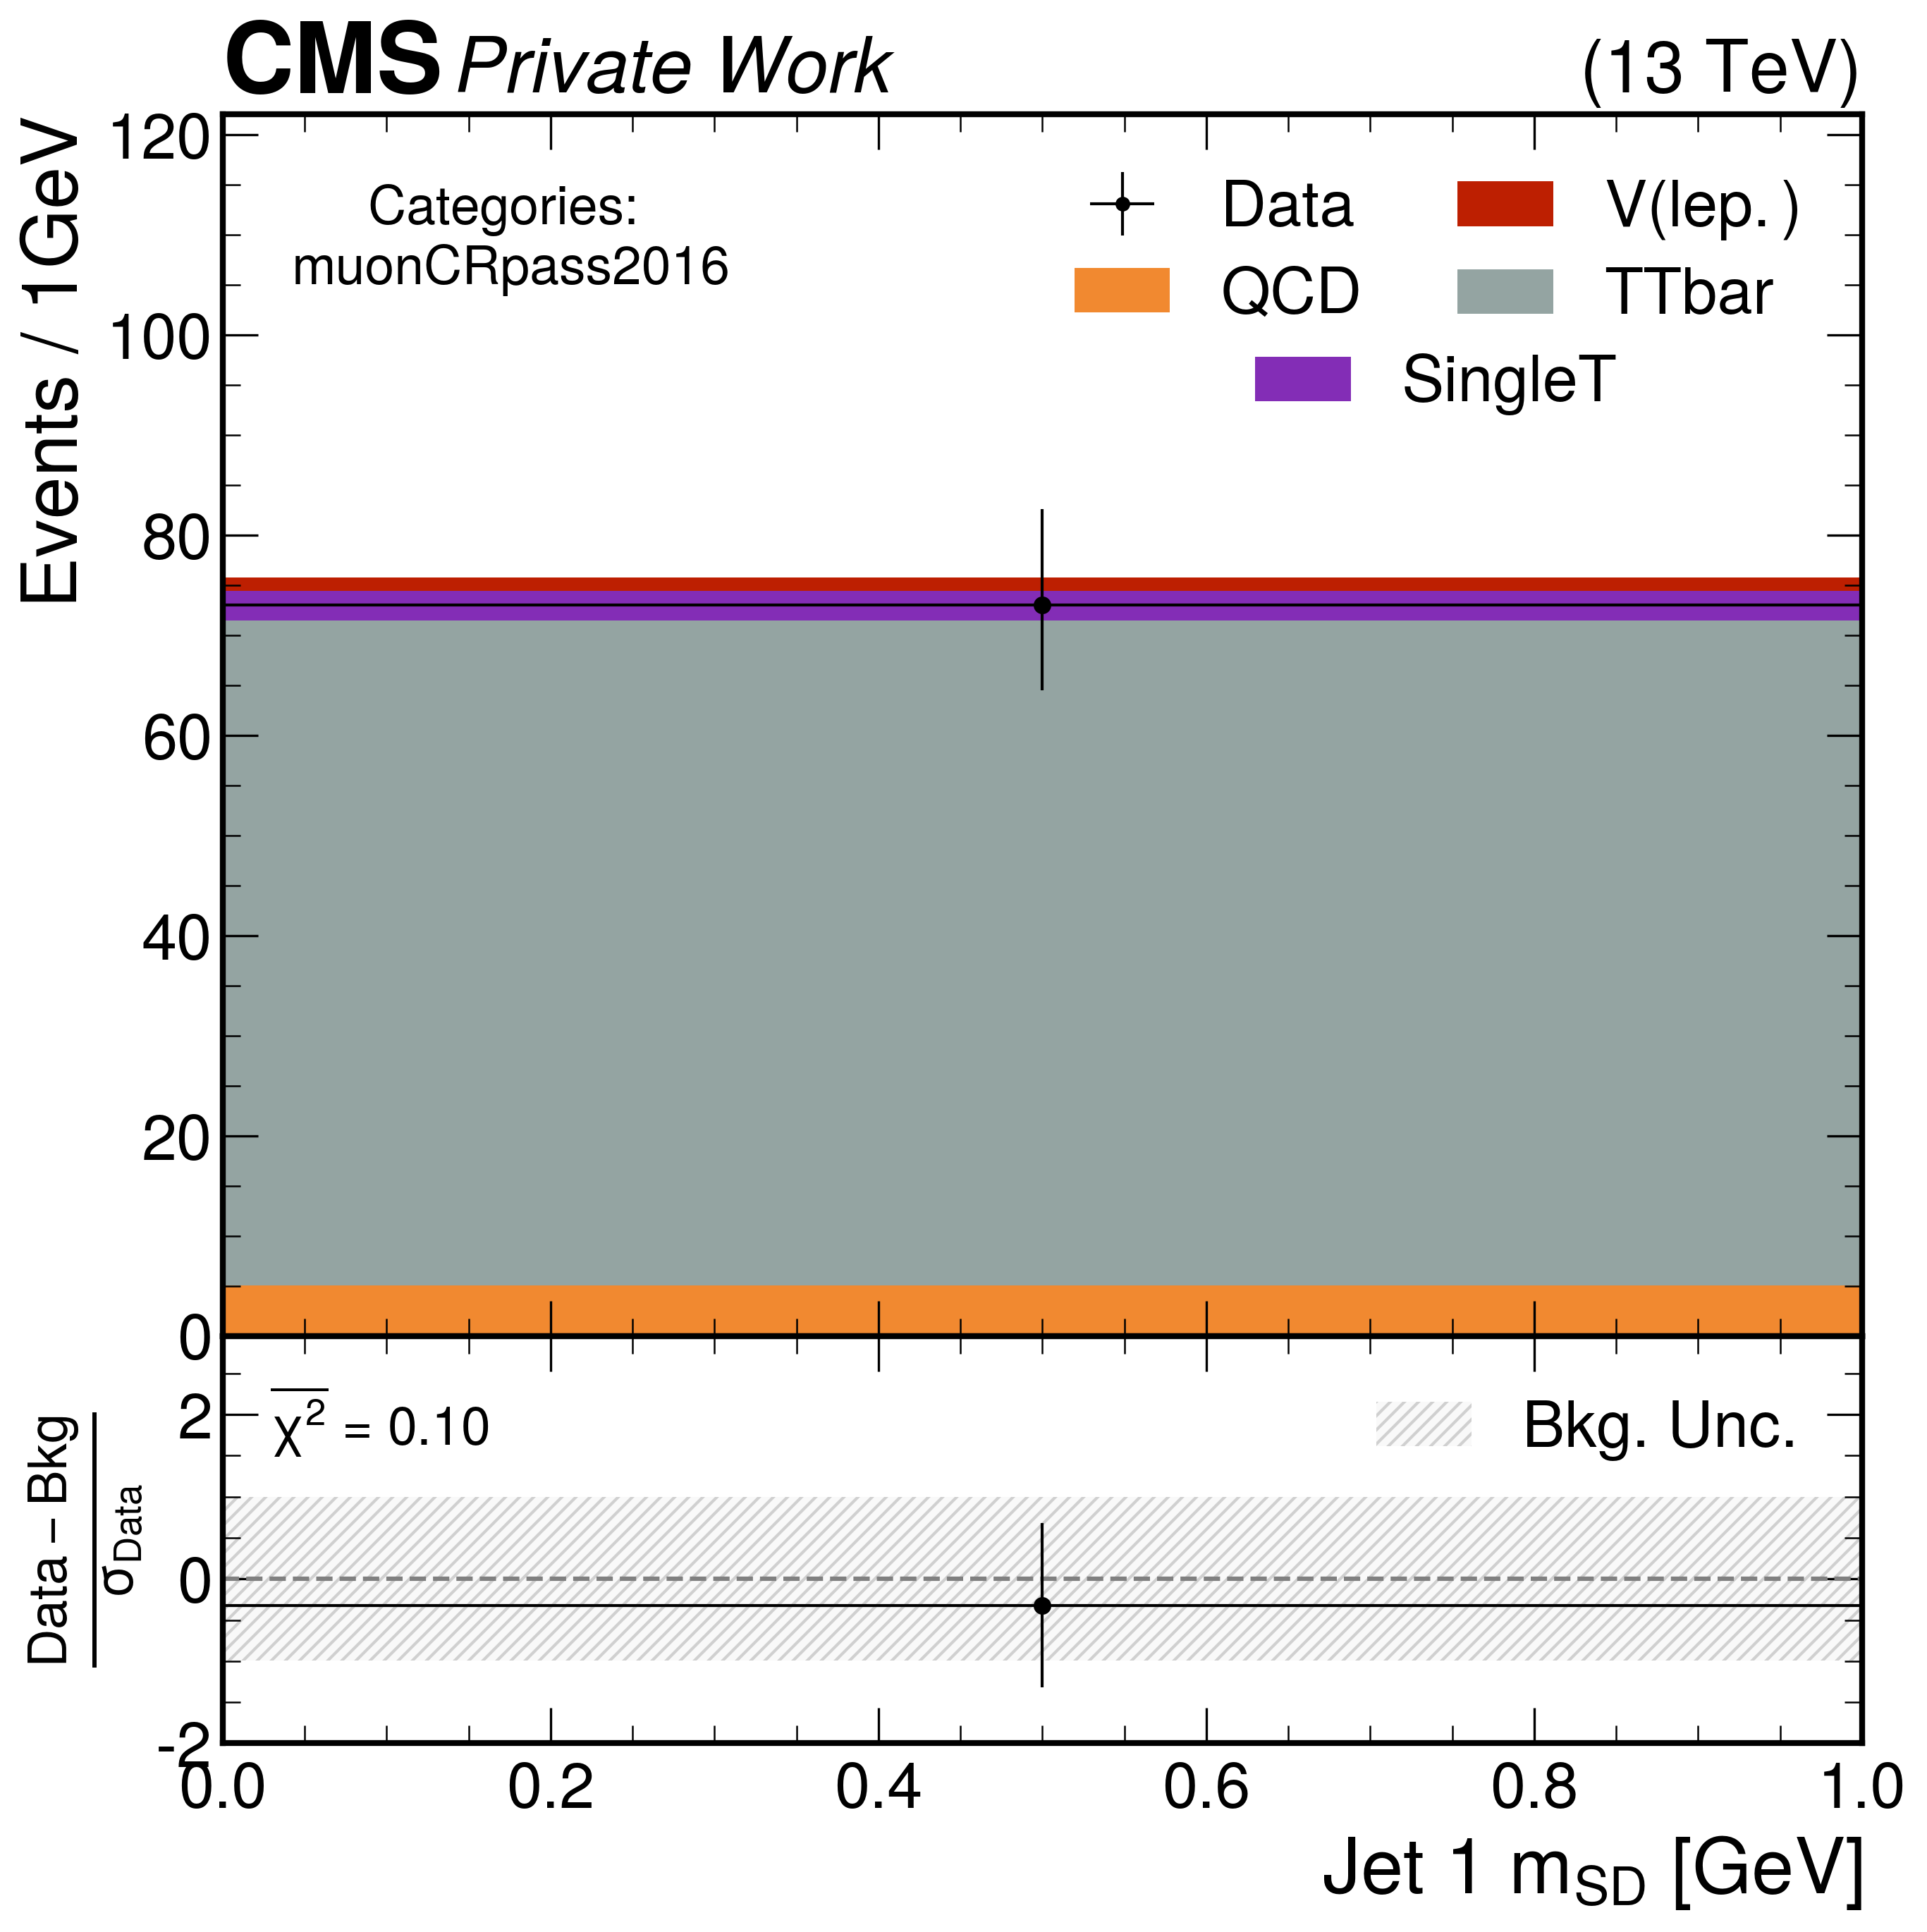 CMS Private Work (13 TeV)
Events / 1 GeV
120
100
80
60
40
20
0
Categories:
muonCRpass2016
Data
V(lep.)
QCD
TTbar
SingleT
Data − Bkg
σData
2
0
-2
χ2 = 0.10
Bkg. Unc.
0.0 0.2 0.4 0.6 0.8 1.0
Jet 1 mSD [GeV]